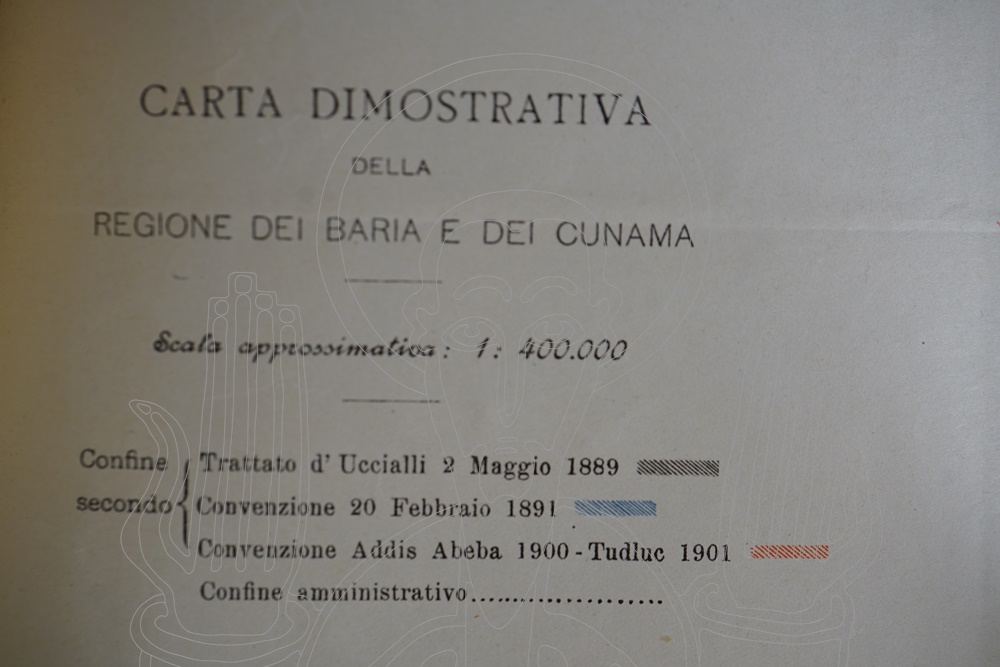 CARTA DIMOSTRATIVA
DELLA
REGIONE DEI BARIA E DEI CUNAMA
Scala approssimativa: 1: 400.000
Confine secondo { Trattato d' Uccialli 2 Maggio 1889
Convenzione 20 Febbraio 1891
Convenzione Addis Abeba 1900 - Tudluc 1901
Confine amministrativo....................